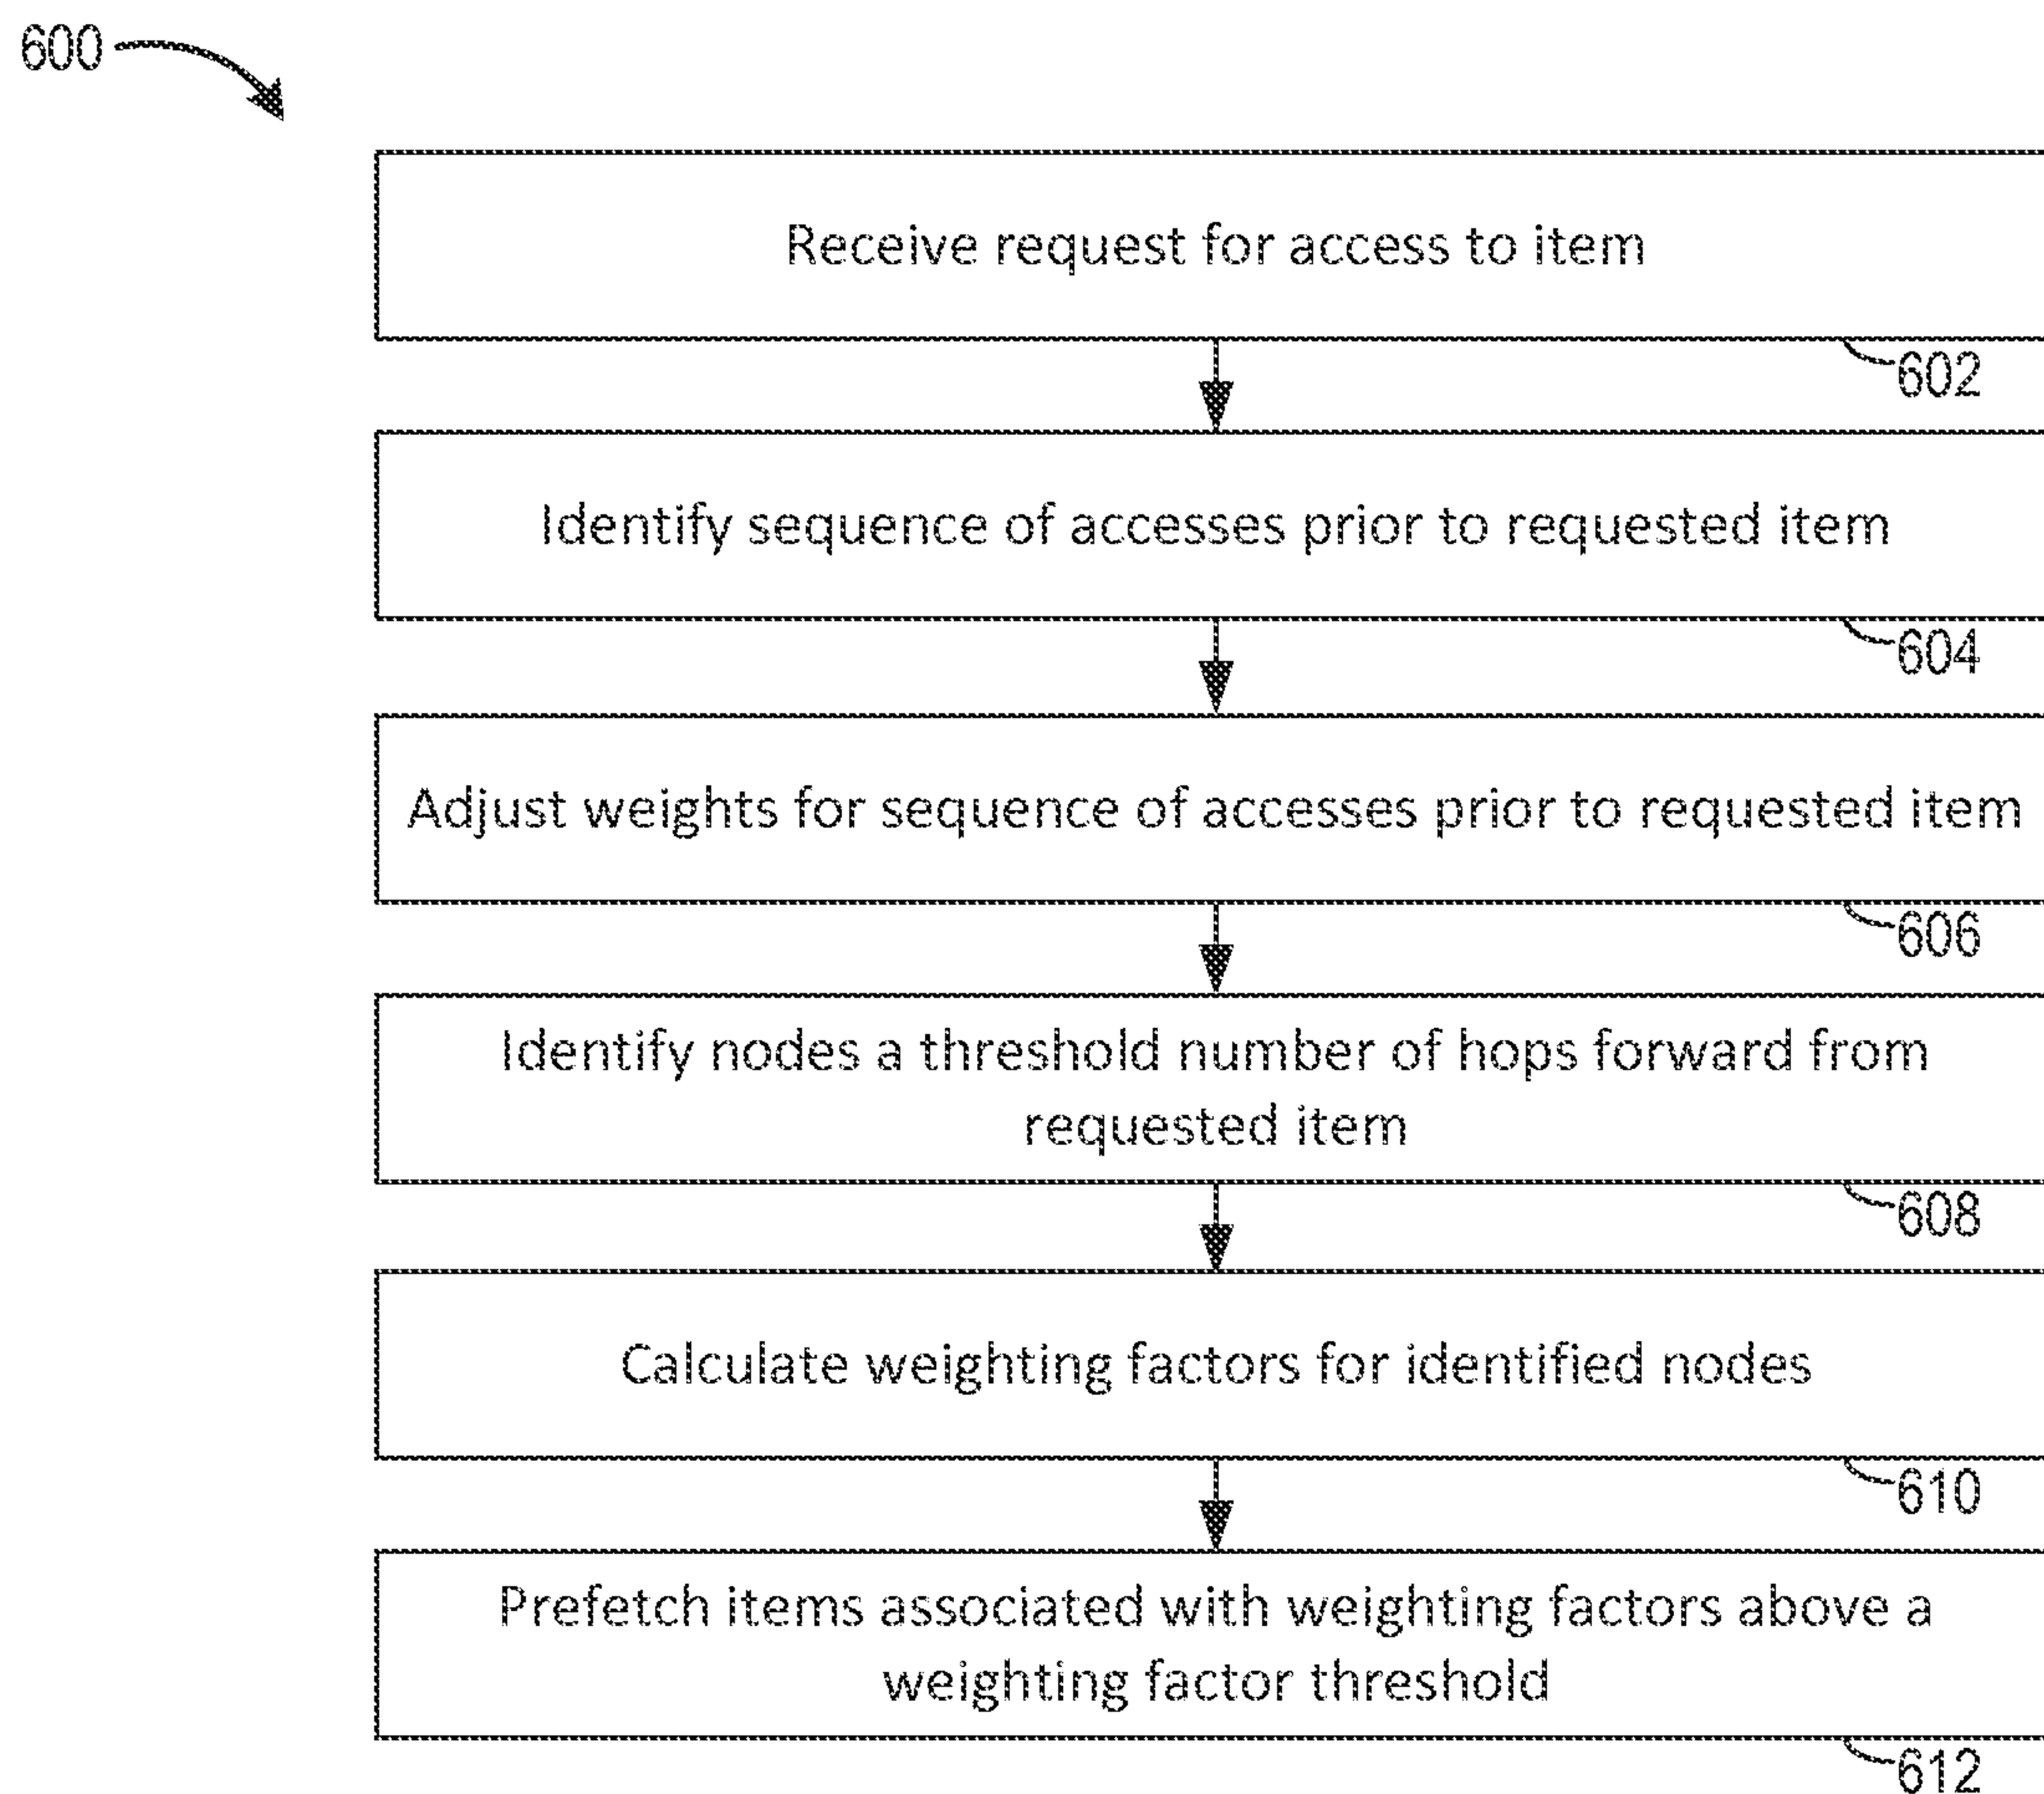 600
Receive request for access to item
602
Identify sequence of accesses prior to requested item
604
Adjust weights for sequence of accesses prior to requested item
606
Identify nodes a threshold number of hops forward from
requested item
608
Calculate weighting factors for identified nodes
610
Prefetch items associated with weighting factors above a
weighting factor threshold
612